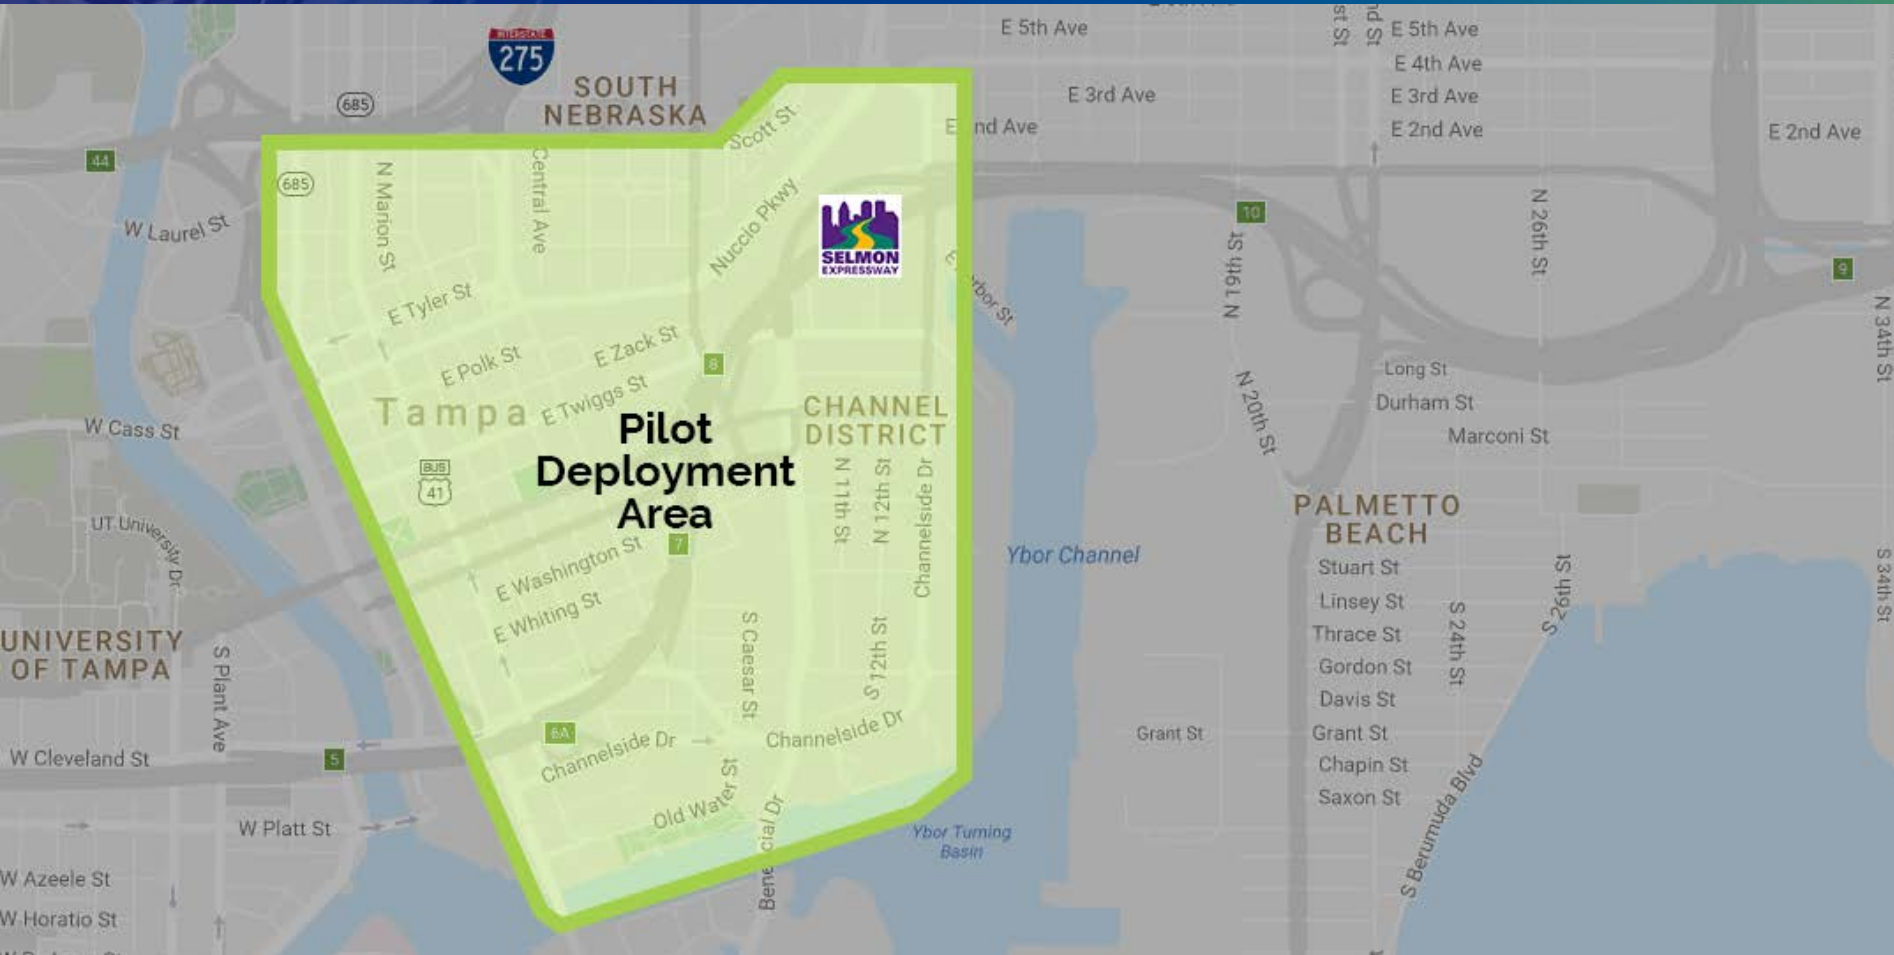 E 5th Ave
E 5th Ave
INTERSTATE
275
E 4th Ave
SOUTH
NEBRASKA
685
E 3rd Ave
E 3rd Ave
Scott St
nd Ave
E 2nd Ave
E 2nd Ave
44
685
N Marion St
Central Ave
W Laurel St
Nuccio Pkwy
SELMON
EXPRESSWAY
10
N 26th St
N 19th St
9
E Tyler St
N 34th St
E Zack St
E Polk St
8
Long St
E Twiggs St
Durham St
Tampa
CHANNEL
DISTRICT
N 20th St
W Cass St
Pilot
Deployment
Area
Marconi St
BUS
41
N 11th St
N 12th St
Channelside Dr
PALMETTO
BEACH
UT University Dr
7
E Washington St
Ybor Channel
Stuart St
S 26th St
S 34th St
E Whiting St
Linsey St
S 24th St
UNIVERSITY
OF TAMPA
S Plant Ave
S Caesar St
S 12th St
Thrace St
Gordon St
Davis St
6A
Channelside Dr
Channelside Dr
Grant St
Grant St
W Cleveland St
5
Chapin St
Old Water St
Saxon St
S Berumuda Blvd
W Platt St
Ybor Turning
Basin
W Azeele St
W Horatio St